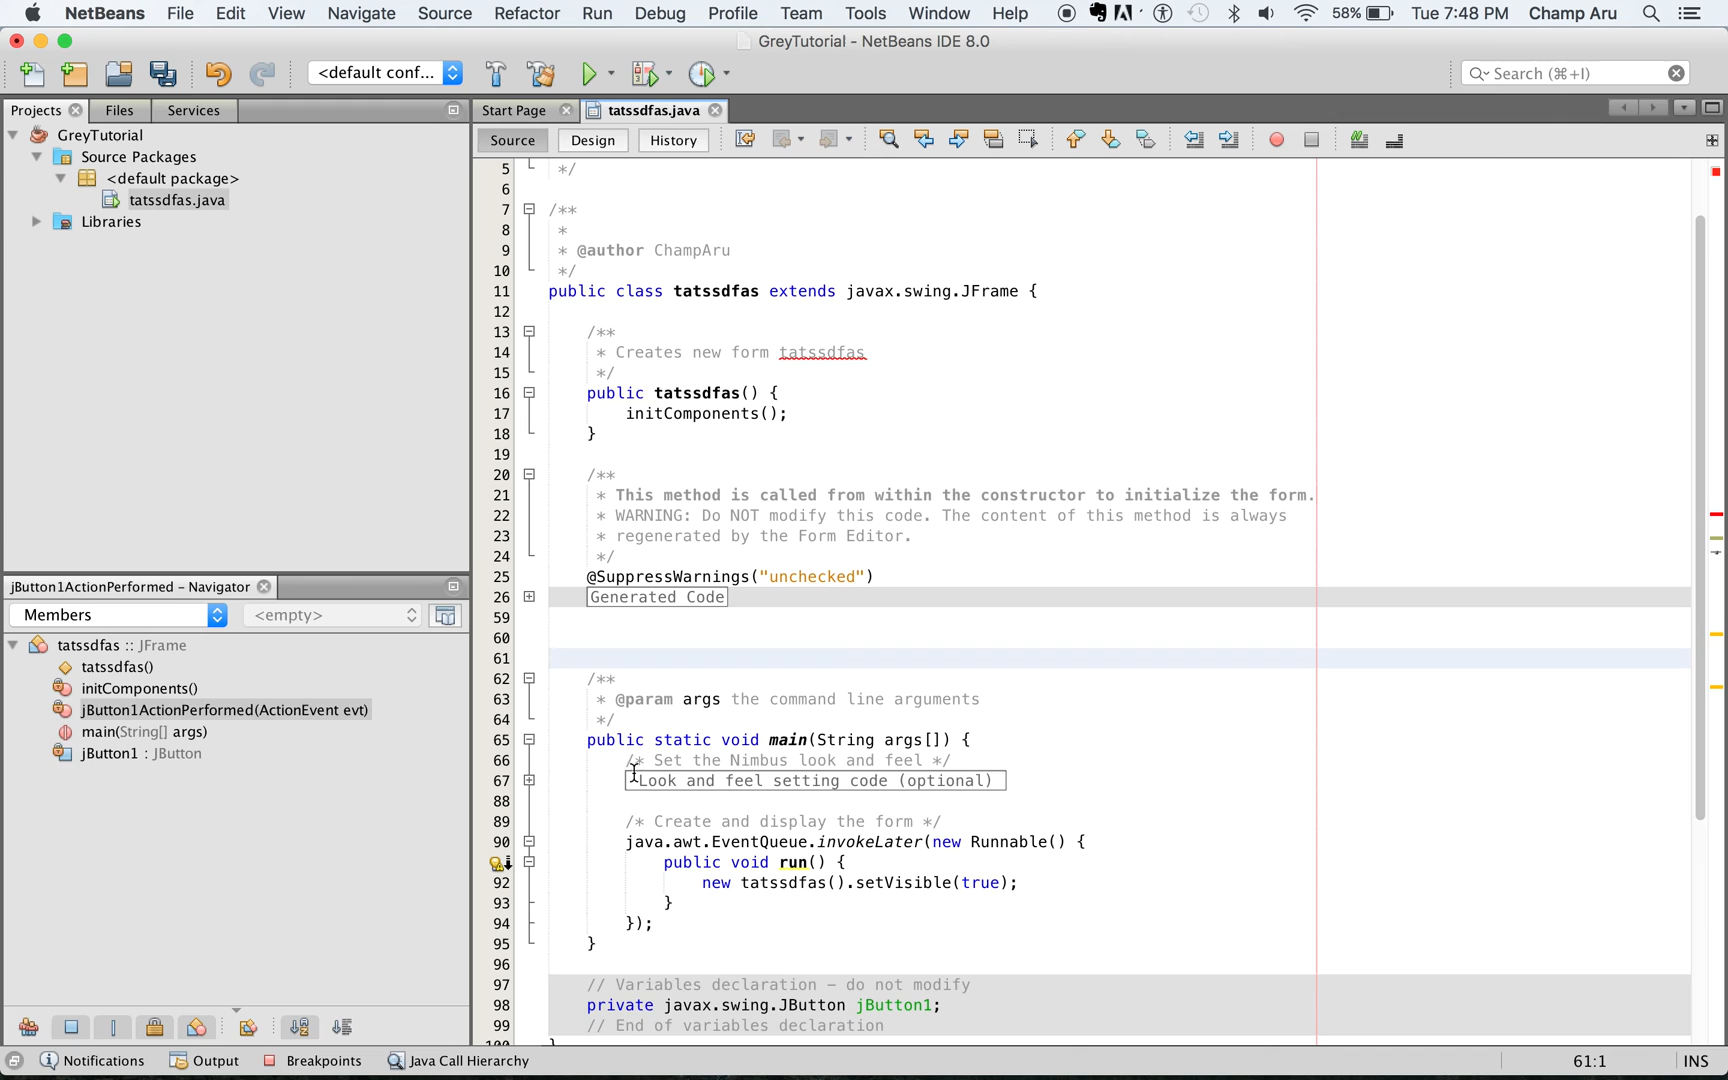 NetBeans File Edit View Navigate Source Refactor Run Debug Profile Team Tools Window Help 58% Tue 7:48 PM Champ Aru
GreyTutorial - NetBeans IDE 8.0
<default conf... Search (⌘+I)
Projects Files Services
Start Page tatssdfas.java
Source Design History
GreyTutorial
Source Packages
<default package>
tatssdfas.java
Libraries
jButton1ActionPerformed - Navigator
Members <empty>
tatssdfas :: JFrame
tatssdfas()
initComponents()
jButton1ActionPerformed(ActionEvent evt)
main(String[] args)
jButton1 : JButton
5 */
6
7 /**
8 *
9 * @author ChampAru
10 */
11 public class tatssdfas extends javax.swing.JFrame {
12
13 /**
14 * Creates new form tatssdfas
15 */
16 public tatssdfas() {
17 initComponents();
18 }
19
20 /**
21 * This method is called from within the constructor to initialize the form.
22 * WARNING: Do NOT modify this code. The content of this method is always
23 * regenerated by the Form Editor.
24 */
25 @SuppressWarnings("unchecked")
26 Generated Code
59
60
61
62 /**
63 * @param args the command line arguments
64 */
65 public static void main(String args[]) {
66 /* Set the Nimbus look and feel */
67 Look and feel setting code (optional)
88
89 /* Create and display the form */
90 java.awt.EventQueue.invokeLater(new Runnable() {
public void run() {
92 new tatssdfas().setVisible(true);
93 }
94 });
95 }
96
97 // Variables declaration - do not modify
98 private javax.swing.JButton jButton1;
99 // End of variables declaration
100 }
Notifications Output Breakpoints Java Call Hierarchy 61:1 INS